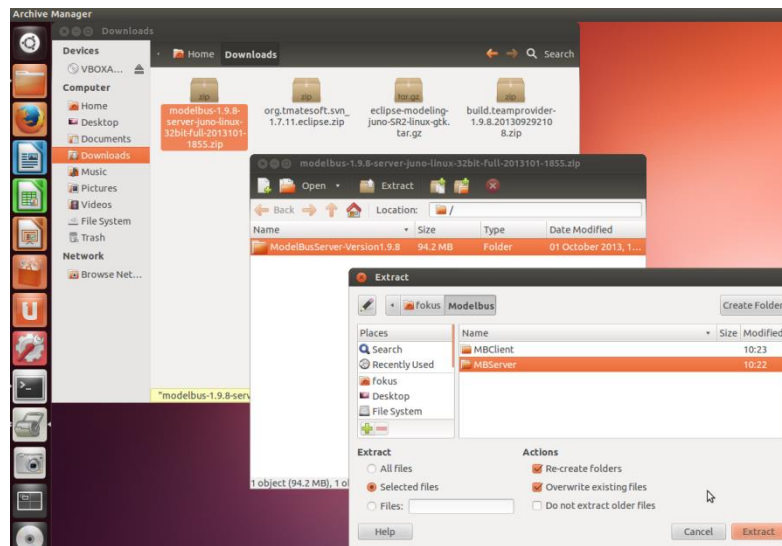 Archive Manager
Downloads
Devices
VBOXA...
Computer
Home
Desktop
Documents
Downloads
Music
Pictures
Videos
File System
Trash
Network
Browse Net...
Home Downloads
Search
zip
modelbus-1.9.8-
server-juno-linux-
32bit-full-2013101-
1855.zip
zip
org.tmatesoft.svn_
1.7.11.eclipse.zip
tar.gz
eclipse-modeling-
juno-SR2-linux-gtk.
tar.gz
zip
build.teamprovider-
1.9.8.20130929210
8.zip
"modelbus-1.9.8-serv
modelbus-1.9.8-server-juno-linux-32bit-full-2013101-1855.zip
Open Extract
Back Location: /
Name Size Type Date Modified
ModelBusServer-Version1.9.8 94.2 MB Folder 01 October 2013, 1...
1 object (94.2 MB), 1 ob
Extract
fokus Modelbus Create Folder
Places
Search
Recently Used
fokus
Desktop
File System
Name Size Modified
MBClient 10:23
MBServer 10:22
Extract
All files
Selected files
Files:
Actions
Re-create folders
Overwrite existing files
Do not extract older files
Help Cancel Extract